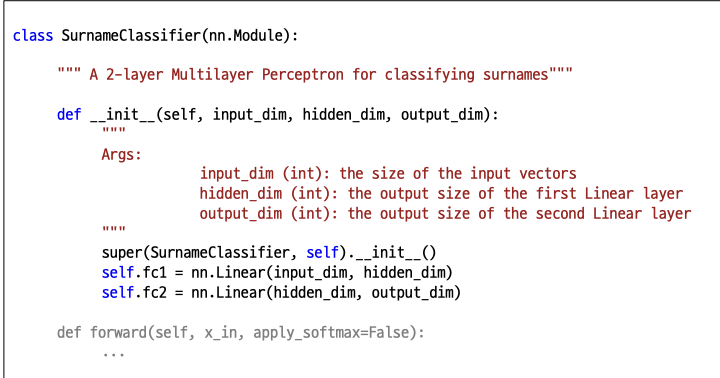 class SurnameClassifier(nn.Module):
""" A 2-layer Multilayer Perceptron for classifying surnames"""
def __init__(self, input_dim, hidden_dim, output_dim):
"""
Args:
input_dim (int): the size of the input vectors
hidden_dim (int): the output size of the first Linear layer
output_dim (int): the output size of the second Linear layer
"""
super(SurnameClassifier, self).__init__()
self.fc1 = nn.Linear(input_dim, hidden_dim)
self.fc2 = nn.Linear(hidden_dim, output_dim)
def forward(self, x_in, apply_softmax=False):
...